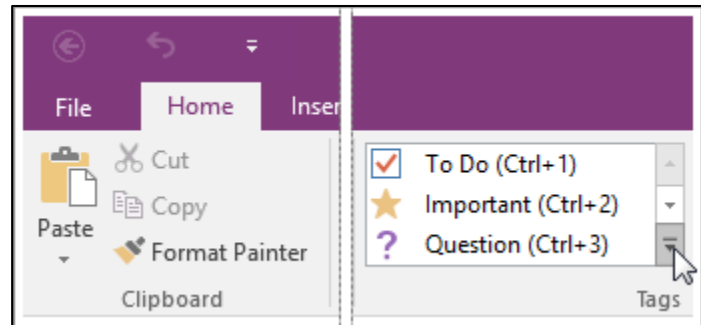 File Home Inser
Cut
Copy
Paste
Format Painter
Clipboard
To Do (Ctrl+1)
Important (Ctrl+2)
? Question (Ctrl+3)
Tags